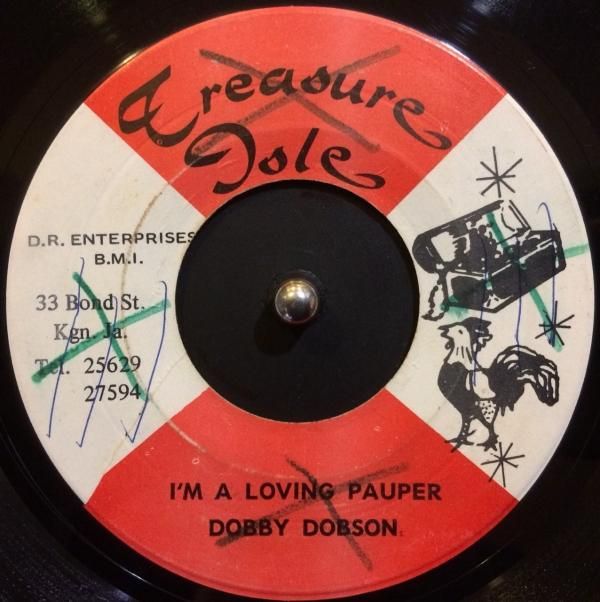 Treasure
Isle
D.R. ENTERPRISES
B.M.I.
33 Bond St.
Kgn. Ja.
Tel. 25629
27594
I'M A LOVING PAUPER
DOBBY DOBSON